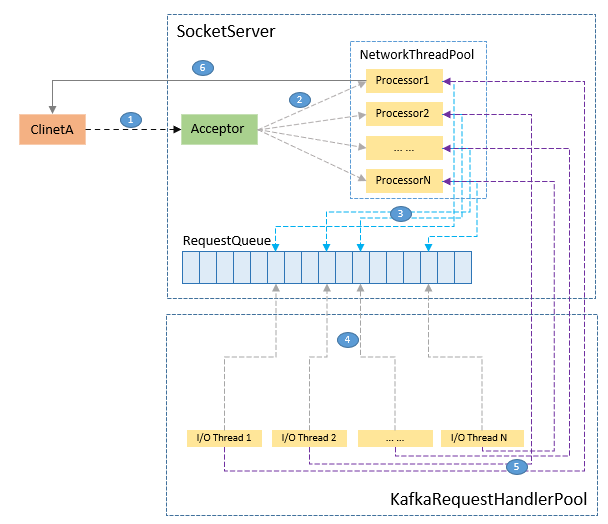 SocketServer
NetworkThreadPool
6
Processor1
2
ClinetA
1
Acceptor
Processor2
... ...
ProcessorN
3
RequestQueue
4
I/O Thread 1
I/O Thread 2
... ...
I/O Thread N
5
KafkaRequestHandlerPool